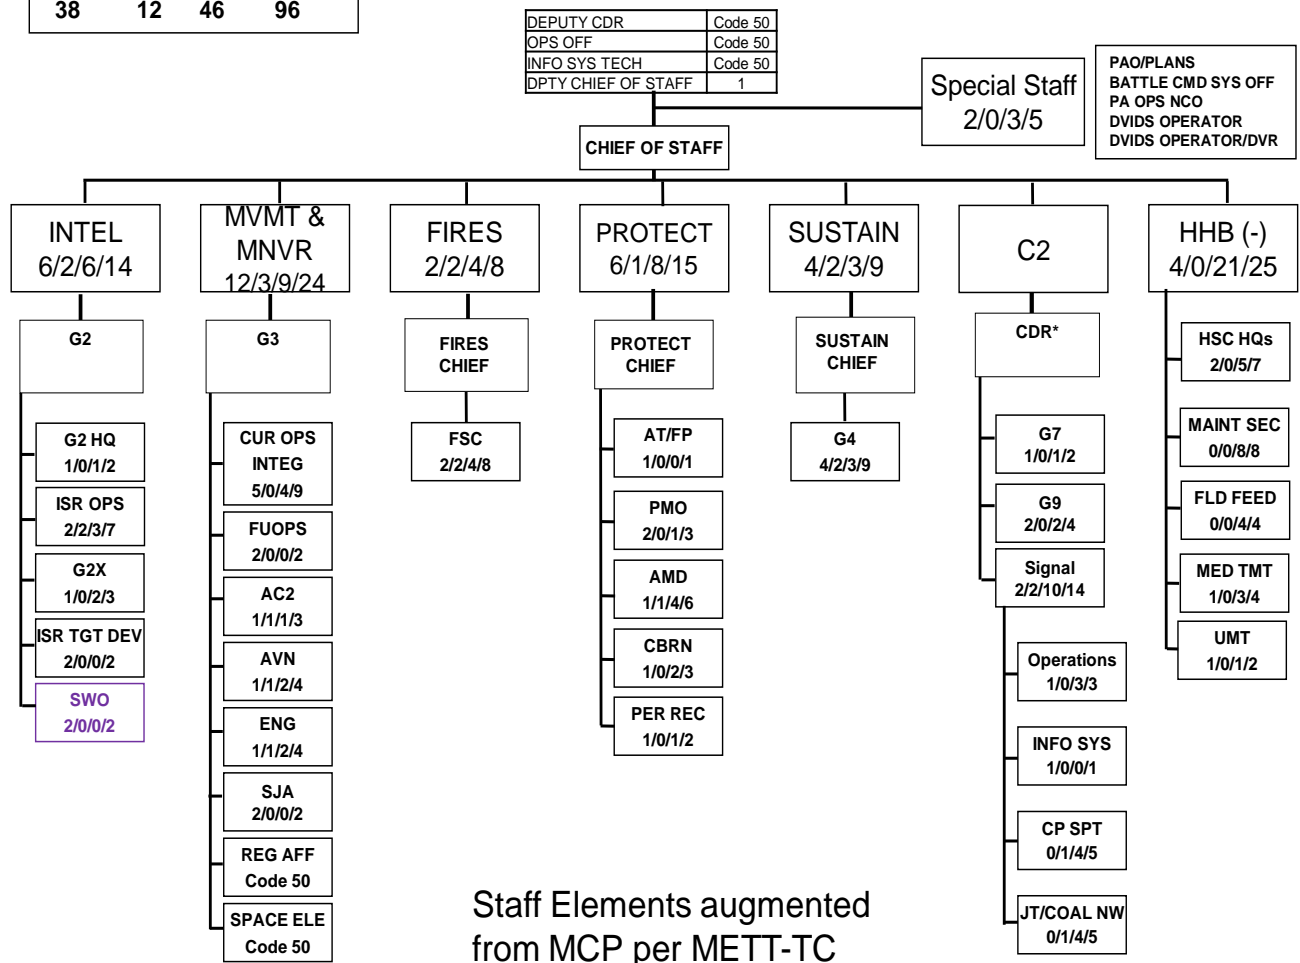 38 12 46 96
DEPUTY CDR Code 50
OPS OFF Code 50
INFO SYS TECH Code 50
DPTY CHIEF OF STAFF 1
Special Staff
2/0/3/5
PAO/PLANS
BATTLE CMD SYS OFF
PA OPS NCO
DVIDS OPERATOR
DVIDS OPERATOR/DVR
CHIEF OF STAFF
INTEL
6/2/6/14
MVMT &
MNVR
12/3/9/24
FIRES
2/2/4/8
PROTECT
6/1/8/15
SUSTAIN
4/2/3/9
C2
HHB (-)
4/0/21/25
G2
G3
FIRES
CHIEF
PROTECT
CHIEF
SUSTAIN
CHIEF
CDR*
G2 HQ
1/0/1/2
ISR OPS
2/2/3/7
G2X
1/0/2/3
ISR TGT DEV
2/0/0/2
SWO
2/0/0/2
CUR OPS
INTEG
5/0/4/9
FUOPS
2/0/0/2
AC2
1/1/1/3
AVN
1/1/2/4
ENG
1/1/2/4
SJA
2/0/0/2
REG AFF
Code 50
SPACE ELE
Code 50
FSC
2/2/4/8
AT/FP
1/0/0/1
PMO
2/0/1/3
AMD
1/1/4/6
CBRN
1/0/2/3
PER REC
1/0/1/2
G4
4/2/3/9
G7
1/0/1/2
G9
2/0/2/4
Signal
2/2/10/14
Operations
1/0/3/3
INFO SYS
1/0/0/1
CP SPT
0/1/4/5
JT/COAL NW
0/1/4/5
HSC HQs
2/0/5/7
MAINT SEC
0/0/8/8
FLD FEED
0/0/4/4
MED TMT
1/0/3/4
UMT
1/0/1/2
Staff Elements augmented
from MCP per METT-TC